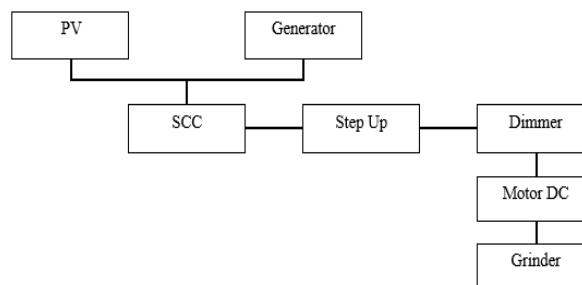 PV
Generator
SCC
Step Up
Dimmer
Motor DC
Grinder